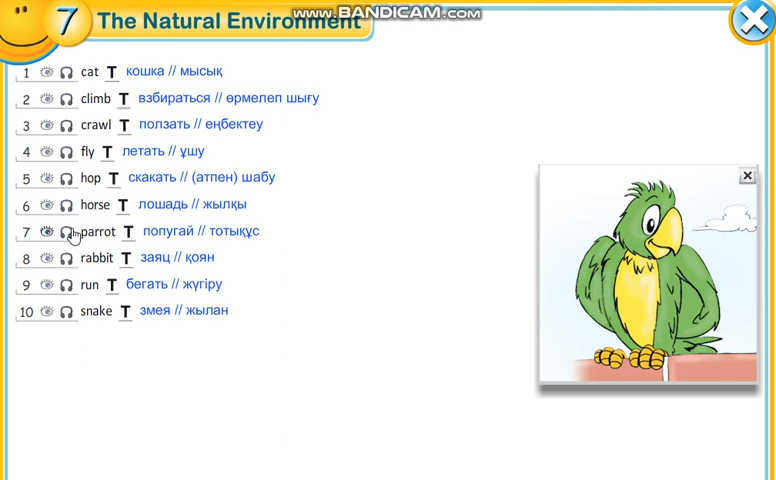 7 The Natural Environment
www.BANDICAM.com
1 cat T кошка // мысық
2 climb T взбираться // өрмелеп шығу
3 crawl T ползать // еңбектеу
4 fly T летать // ұшу
5 hop T скакать // (атпен) шабу
6 horse T лошадь // жылқы
7 parrot T попугай // тотықұс
8 rabbit T заяц // қоян
9 run T бегать // жүгіру
10 snake T змея // жылан